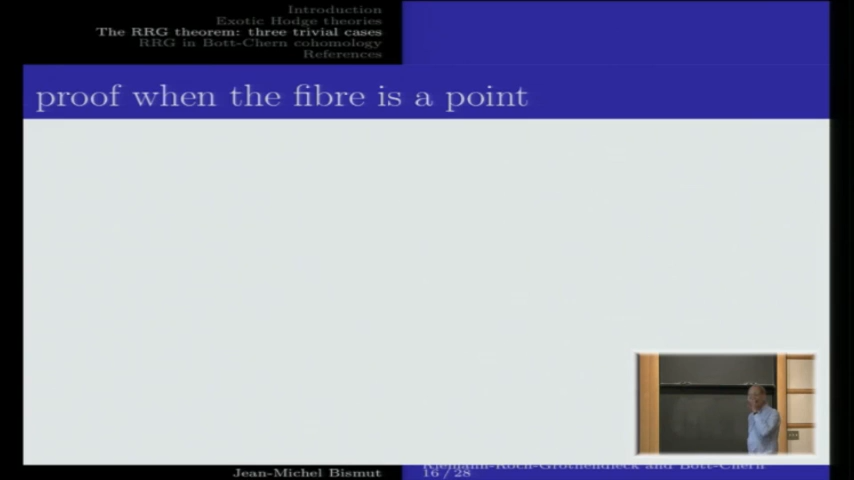 Introduction
Exotic Hodge theories
The RRG theorem: three trivial cases
RRG in Bott-Chern cohomology
References
proof when the fibre is a point
Jean-Michel Bismut
Riemann-Roch-Grothendieck and Bott-Chern
16 / 28